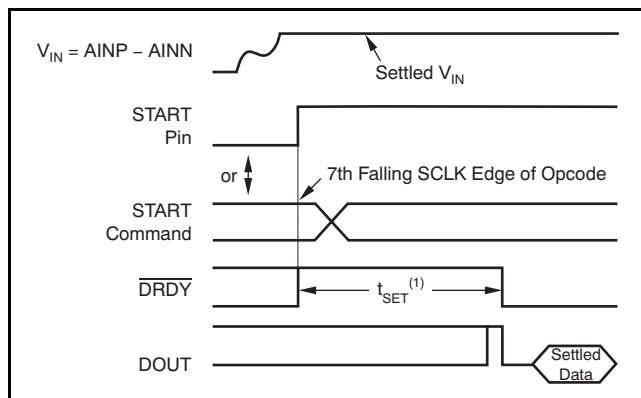 V_IN = AINP – AINN
Settled V_IN
START
Pin
or
7th Falling SCLK Edge of Opcode
START
Command
D̅R̅D̅Y̅
t_SET^(1)
DOUT
Settled
Data